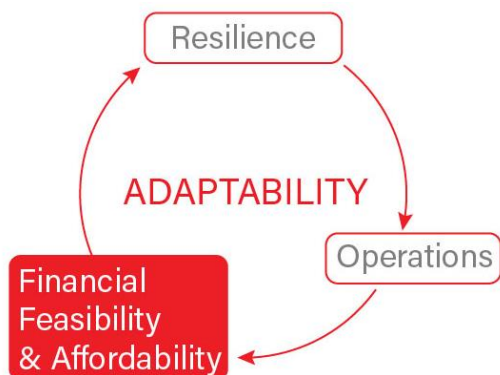 Resilience
ADAPTABILITY
Operations
Financial
Feasibility
& Affordability